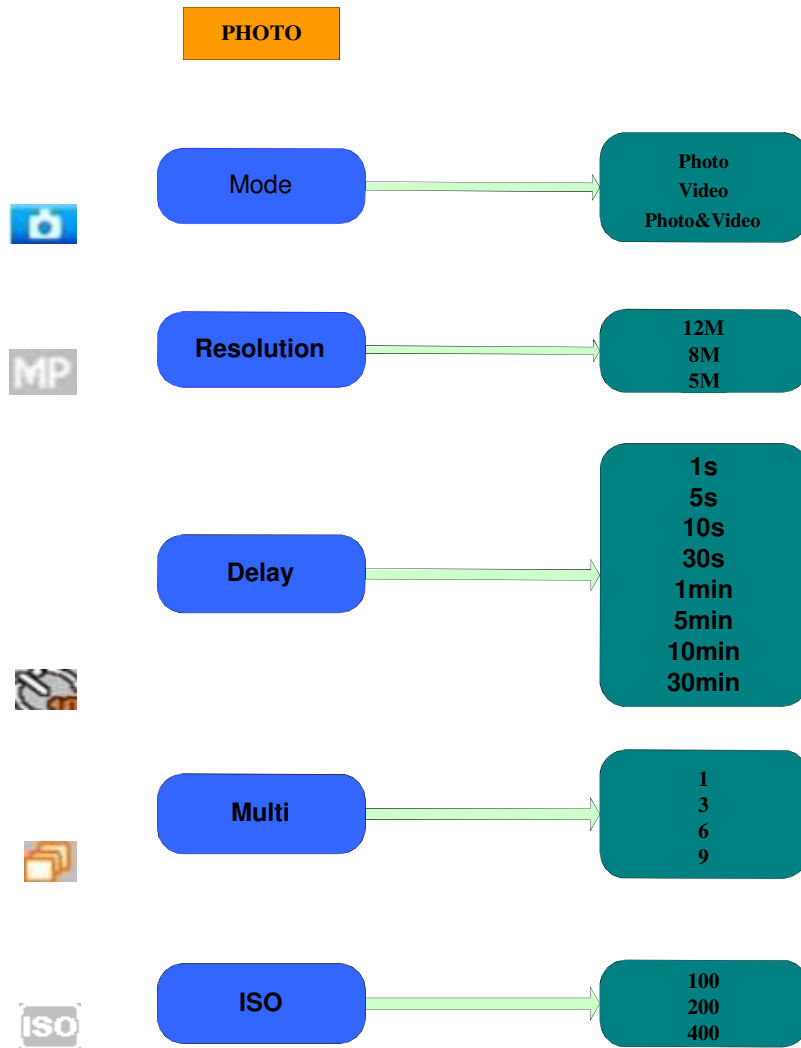 PHOTO
Mode
Photo
Video
Photo&Video
MP
Resolution
12M
8M
5M
Delay
1s
5s
10s
30s
1min
5min
10min
30min
10
Multi
1
3
6
9
ISO
ISO
100
200
400